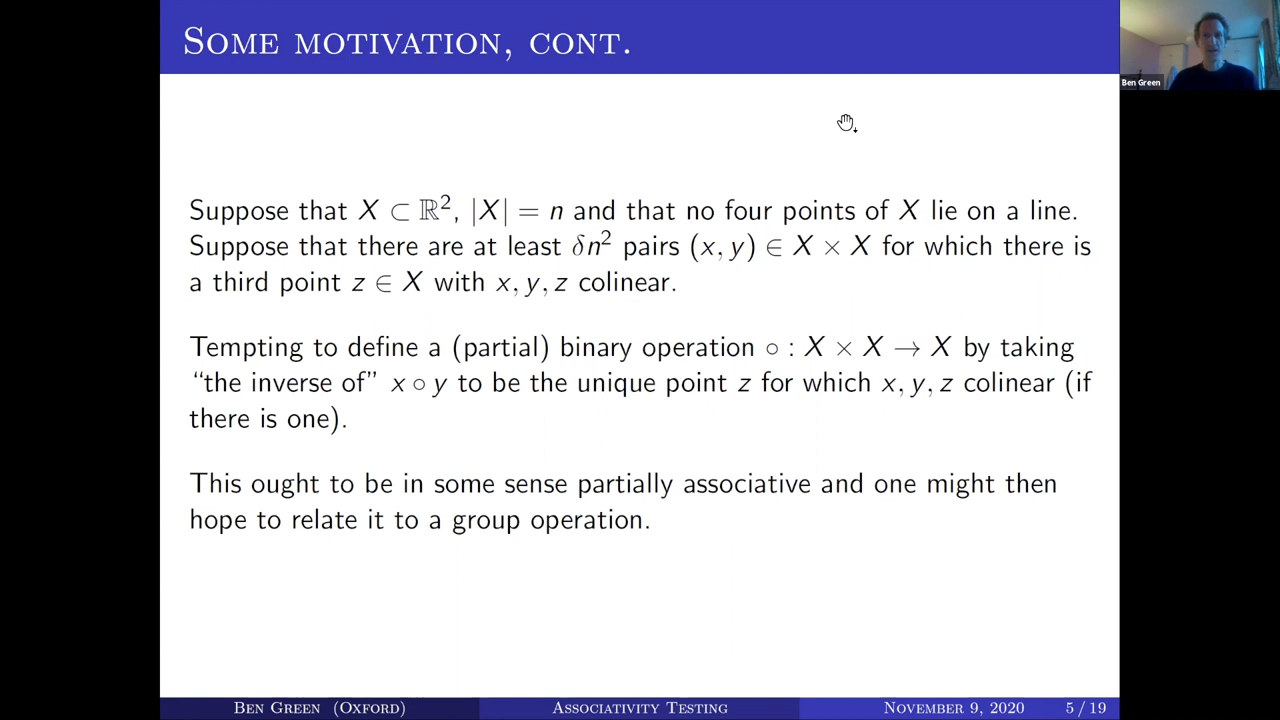 Some motivation, cont.
Ben Green
Suppose that X ⊂ ℝ², |X| = n and that no four points of X lie on a line.
Suppose that there are at least δn² pairs (x, y) ∈ X × X for which there is
a third point z ∈ X with x, y, z colinear.
Tempting to define a (partial) binary operation ∘ : X × X → X by taking
“the inverse of” x ∘ y to be the unique point z for which x, y, z colinear (if
there is one).
This ought to be in some sense partially associative and one might then
hope to relate it to a group operation.
Ben Green (Oxford) Associativity Testing November 9, 2020 5 / 19